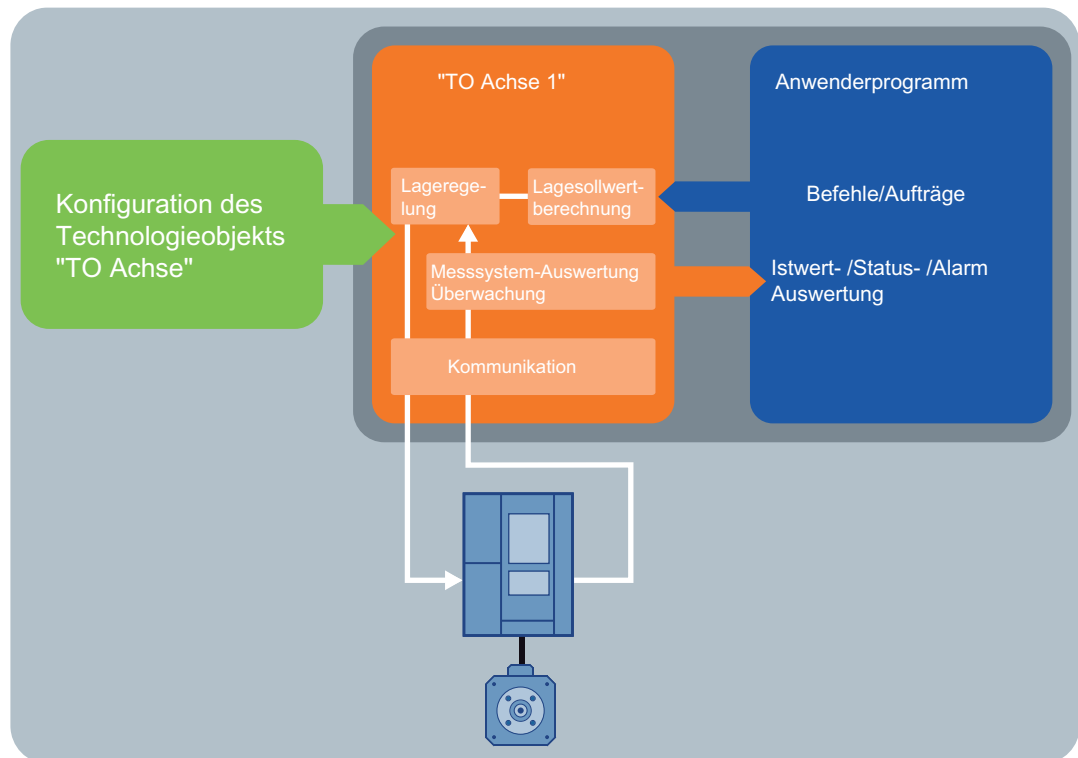 "TO Achse 1"
Anwenderprogramm
Konfiguration des
Technologieobjekts
"TO Achse"
Lagerege-
lung
Lagesollwert-
berechnung
Befehle/Aufträge
Messsystem-Auswertung
Überwachung
Istwert- /Status- /Alarm
Auswertung
Kommunikation